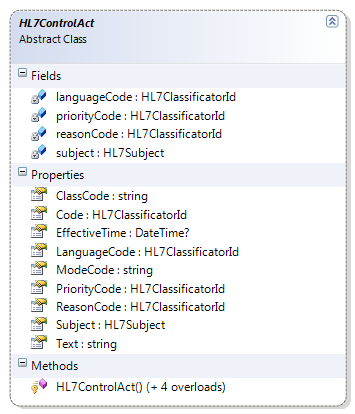 HL7ControlAct
Abstract Class
Fields
languageCode : HL7ClassificatorId
priorityCode : HL7ClassificatorId
reasonCode : HL7ClassificatorId
subject : HL7Subject
Properties
ClassCode : string
Code : HL7ClassificatorId
EffectiveTime : DateTime?
LanguageCode : HL7ClassificatorId
ModeCode : string
PriorityCode : HL7ClassificatorId
ReasonCode : HL7ClassificatorId
Subject : HL7Subject
Text : string
Methods
HL7ControlAct() (+ 4 overloads)